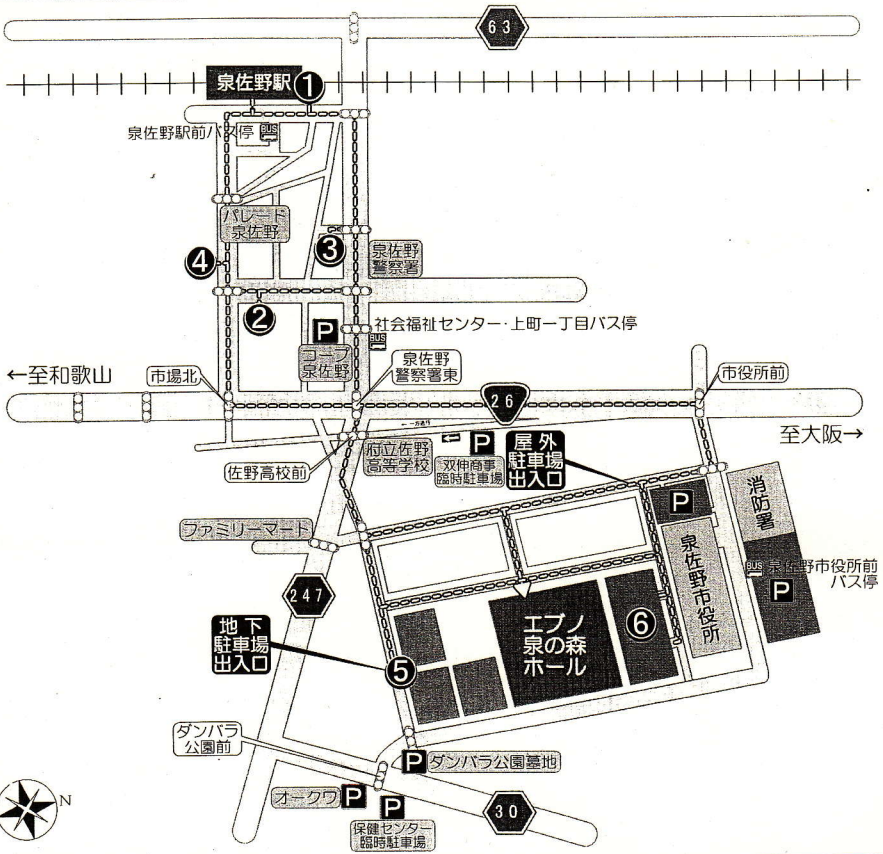 63
泉佐野駅
1
泉佐野駅前バス停
BUS
パレード
泉佐野
3
泉佐野
警察署
4
2
P
社会福祉センター・上町一丁目バス停
BUS
コープ
泉佐野
泉佐野
警察署東
←至和歌山
市場北
26
市役所前
至大阪→
佐野高校前
府立佐野
高等学校
P
双伸商事
臨時駐車場
屋外
駐車場
出入口
P
消防署
ファミリーマート
泉佐野市役所
BUS
泉佐野市役所前
バス停
P
247
地下
駐車場
出入口
エブノ
泉の森
ホール
6
5
ダンバラ
公園前
P
ダンバラ公園墓地
N
オークワ
P
P
保健センター
臨時駐車場
30